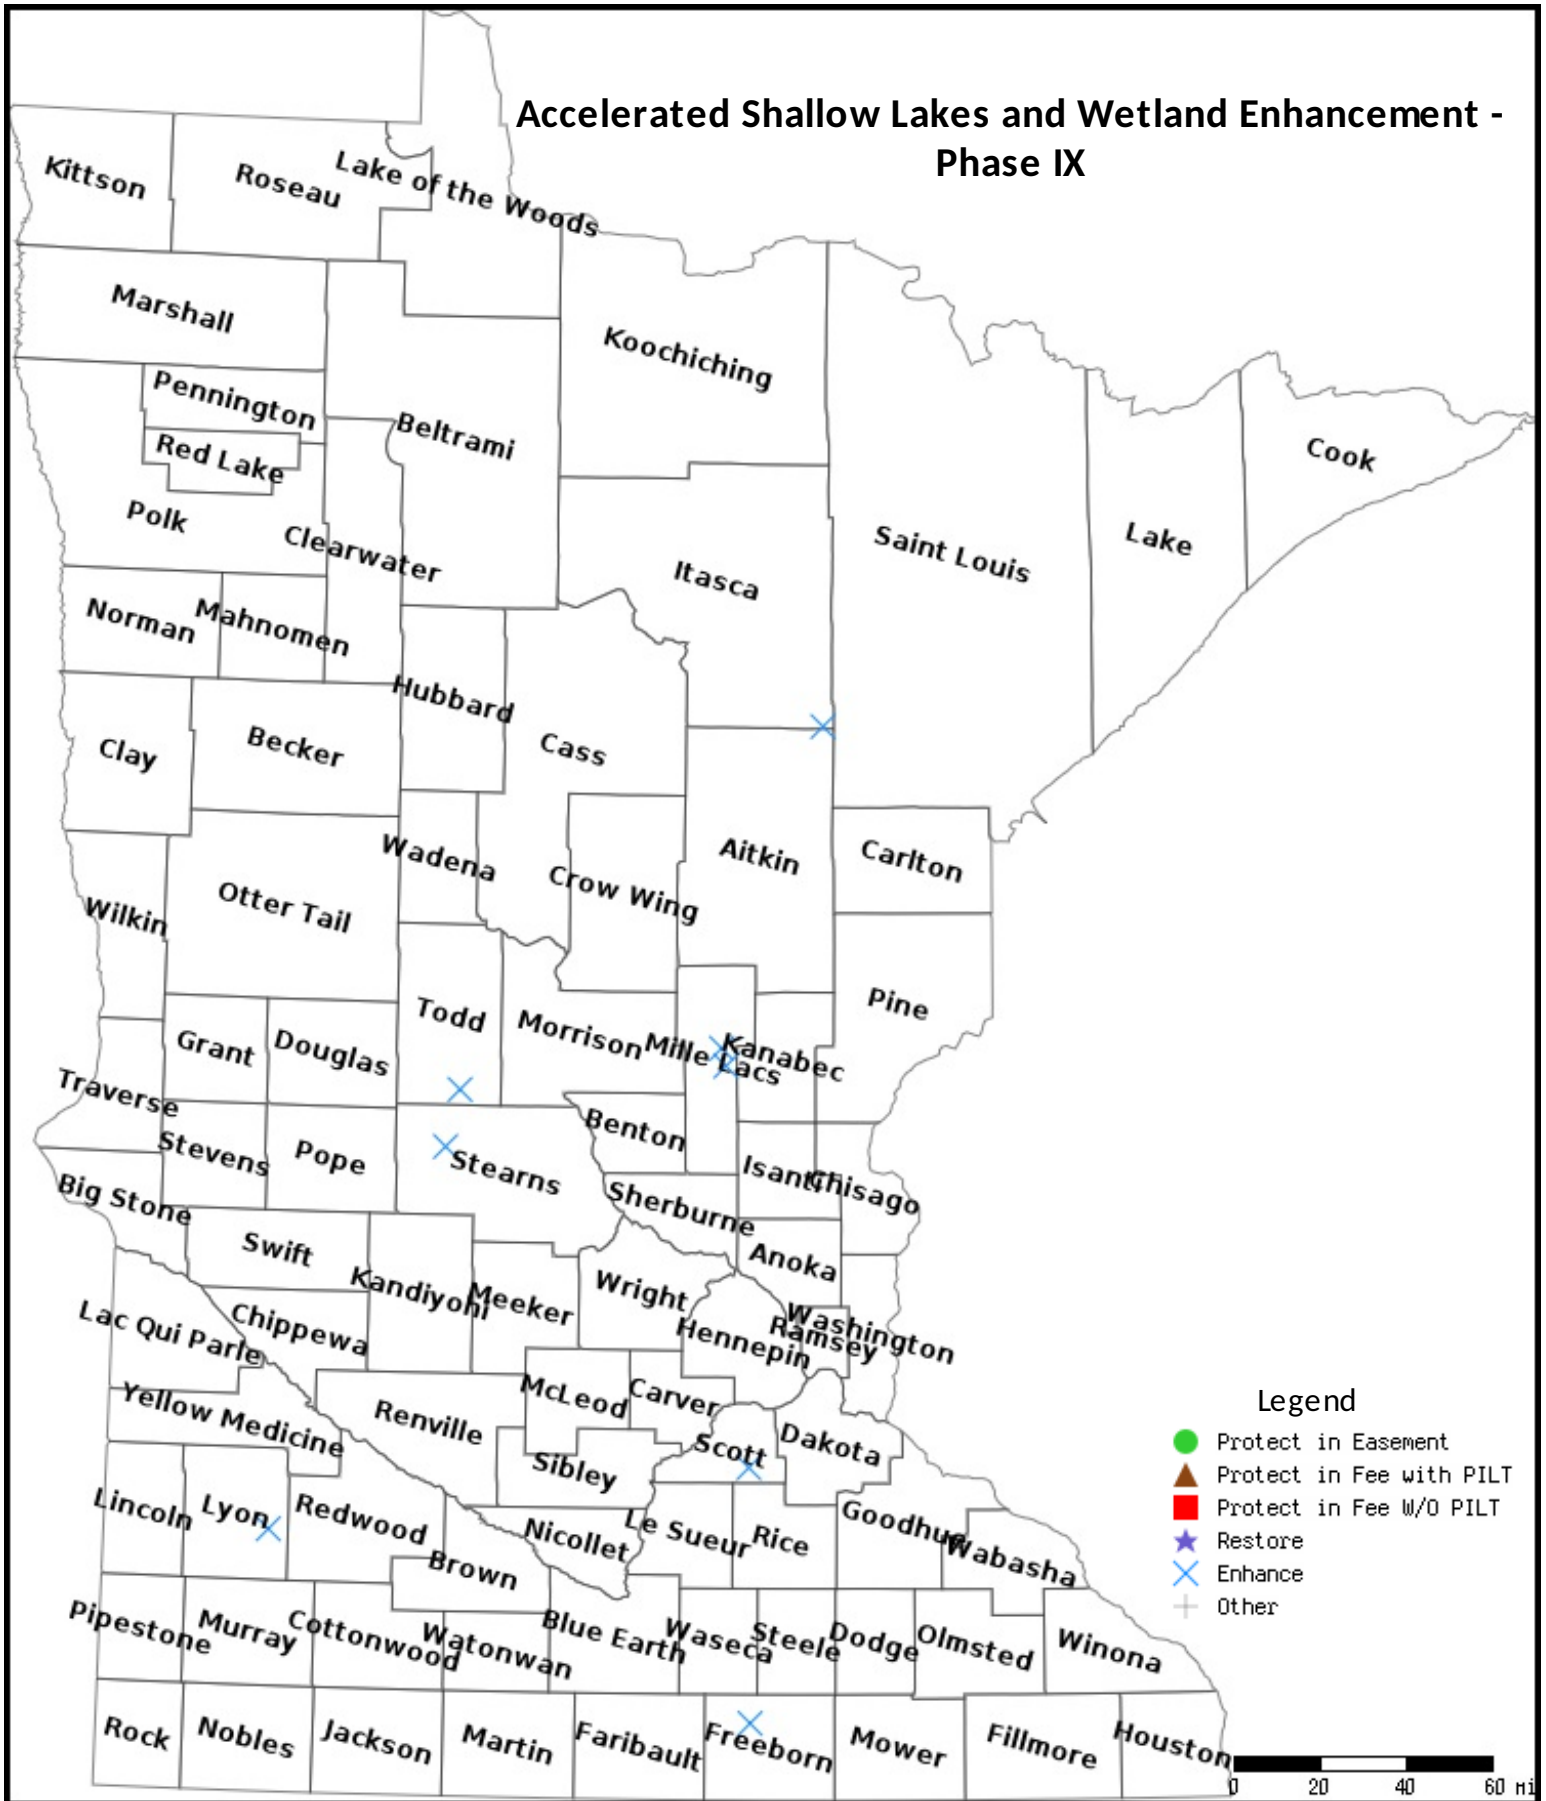 Accelerated Shallow Lakes and Wetland Enhancement -
Phase IX
Kittson
Roseau
Lake of the Woods
Marshall
Koochiching
Pennington
Beltrami
Red Lake
Cook
Polk
Clearwater
Saint Louis
Lake
Itasca
Norman
Mahnomen
Hubbard
Clay
Becker
Cass
Wadena
Aitkin
Carlton
Otter Tail
Crow Wing
Wilkin
Todd
Pine
Grant
Douglas
Morrison
Mille Lacs
Kanabec
Traverse
Stevens
Pope
Stearns
Benton
Isanti
Chisago
Big Stone
Sherburne
Swift
Anoka
Kandiyohi
Meeker
Wright
Lac Qui Parle
Chippewa
Hennepin
Ramsey
Washington
Yellow Medicine
Renville
McLeod
Carver
Scott
Dakota
Sibley
Lincoln
Lyon
Redwood
Nicollet
Le Sueur
Rice
Goodhue
Wabasha
Brown
Pipestone
Murray
Cottonwood
Watonwan
Blue Earth
Waseca
Steele
Dodge
Olmsted
Winona
Rock
Nobles
Jackson
Martin
Faribault
Freeborn
Mower
Fillmore
Houston
Legend
Protect in Easement
Protect in Fee with PILT
Protect in Fee W/O PILT
Restore
Enhance
Other
0 20 40 60 mi